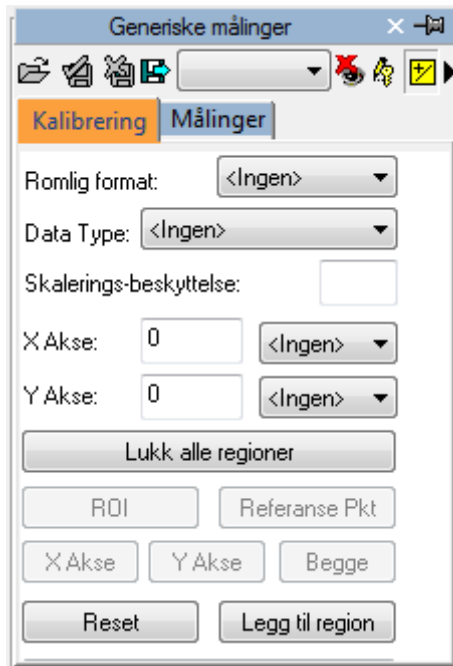 Generiske målinger
Kalibrering Målinger
Romlig format: <Ingen>
Data Type: <Ingen>
Skalerings-beskyttelse:
X Akse: 0 <Ingen>
Y Akse: 0 <Ingen>
Lukk alle regioner
ROI Referanse Pkt
X Akse Y Akse Begge
Reset Legg til region